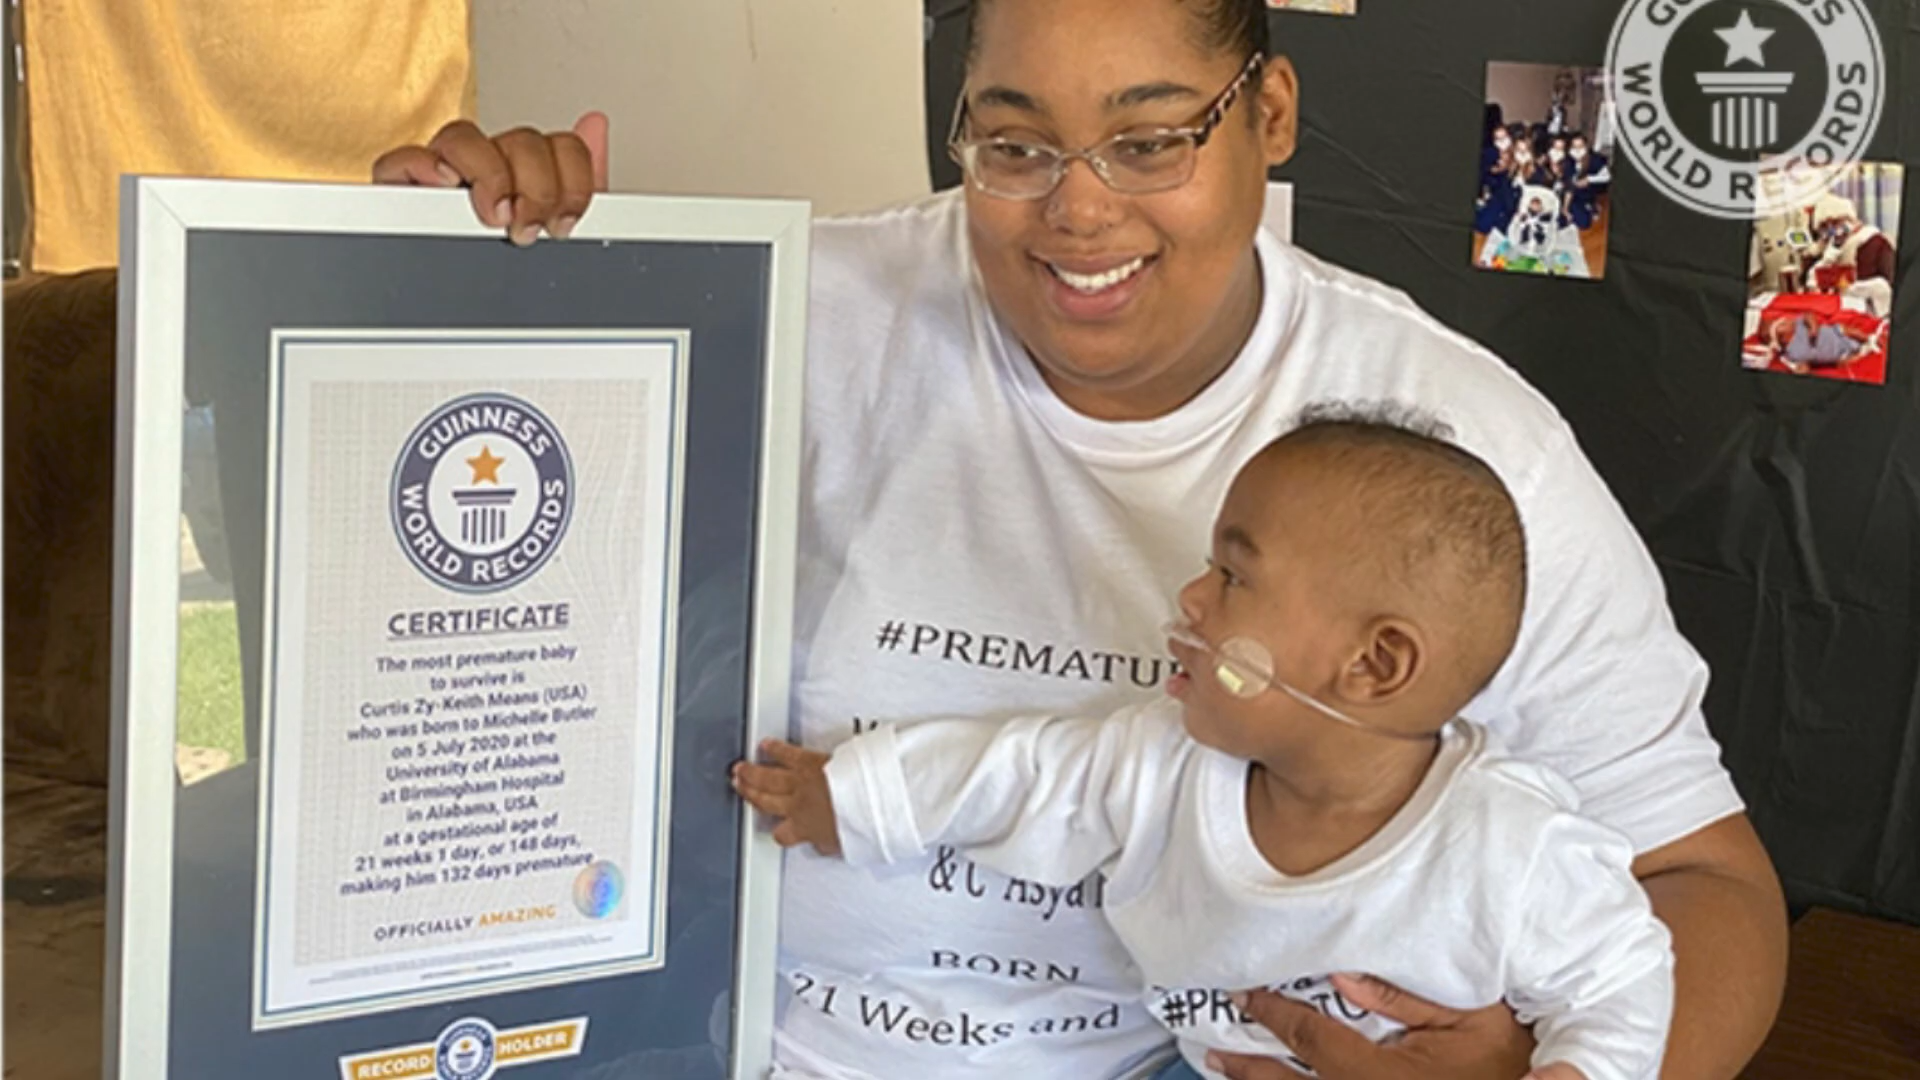 GUINNESS
WORLD RECORDS
CERTIFICATE
The most premature baby
to survive is
Curtis Zy-Keith Means (USA)
who was born to Michelle Butler
on 5 July 2020 at the
University of Alabama
at Birmingham Hospital
in Alabama, USA
at a gestational age of
21 weeks 1 day, or 148 days,
making him 132 days premature
OFFICIALLY AMAZING
RECORD HOLDER
WORLD RECORDS
#PREMATU
& C'Asya
BORN
21 Weeks and
#PRE